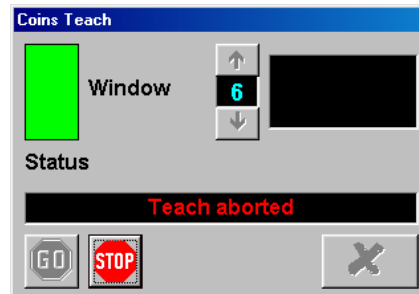 Coins Teach
Window
6
Status
Teach aborted
GO
STOP